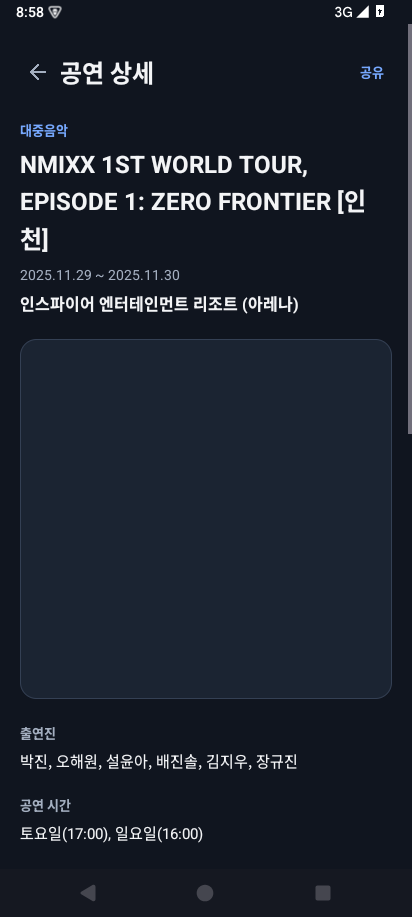 8:58
3G
공연 상세
공유
대중음악
NMIXX 1ST WORLD TOUR,
EPISODE 1: ZERO FRONTIER [인
천]
2025.11.29 ~ 2025.11.30
인스파이어 엔터테인먼트 리조트 (아레나)
출연진
박진, 오해원, 설윤아, 배진솔, 김지우, 장규진
공연 시간
토요일(17:00), 일요일(16:00)